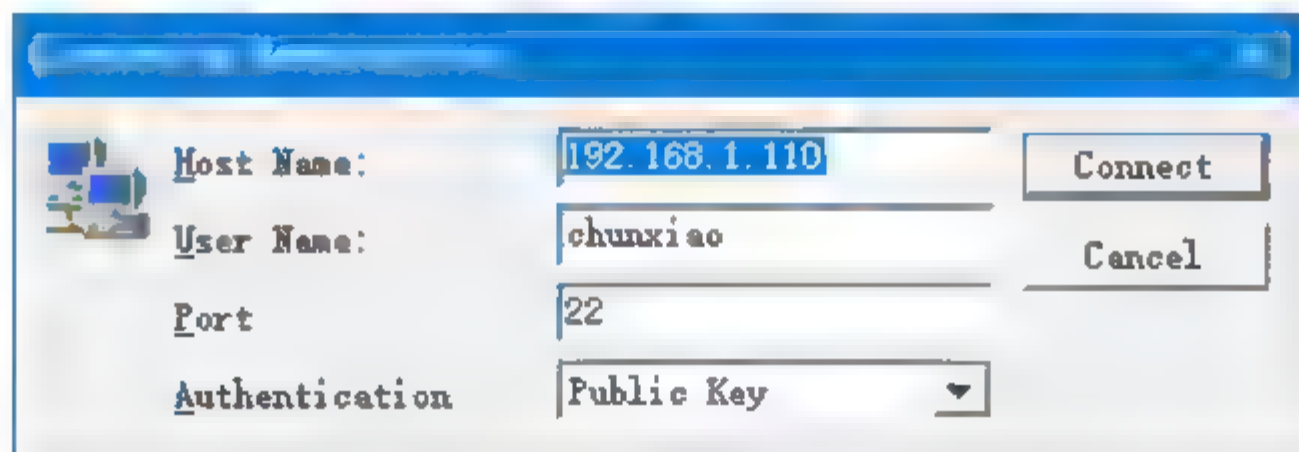 Host Name: 192.168.1.110 Connect
User Name: chunxiao
Cancel
Port 22
Authentication Public Key